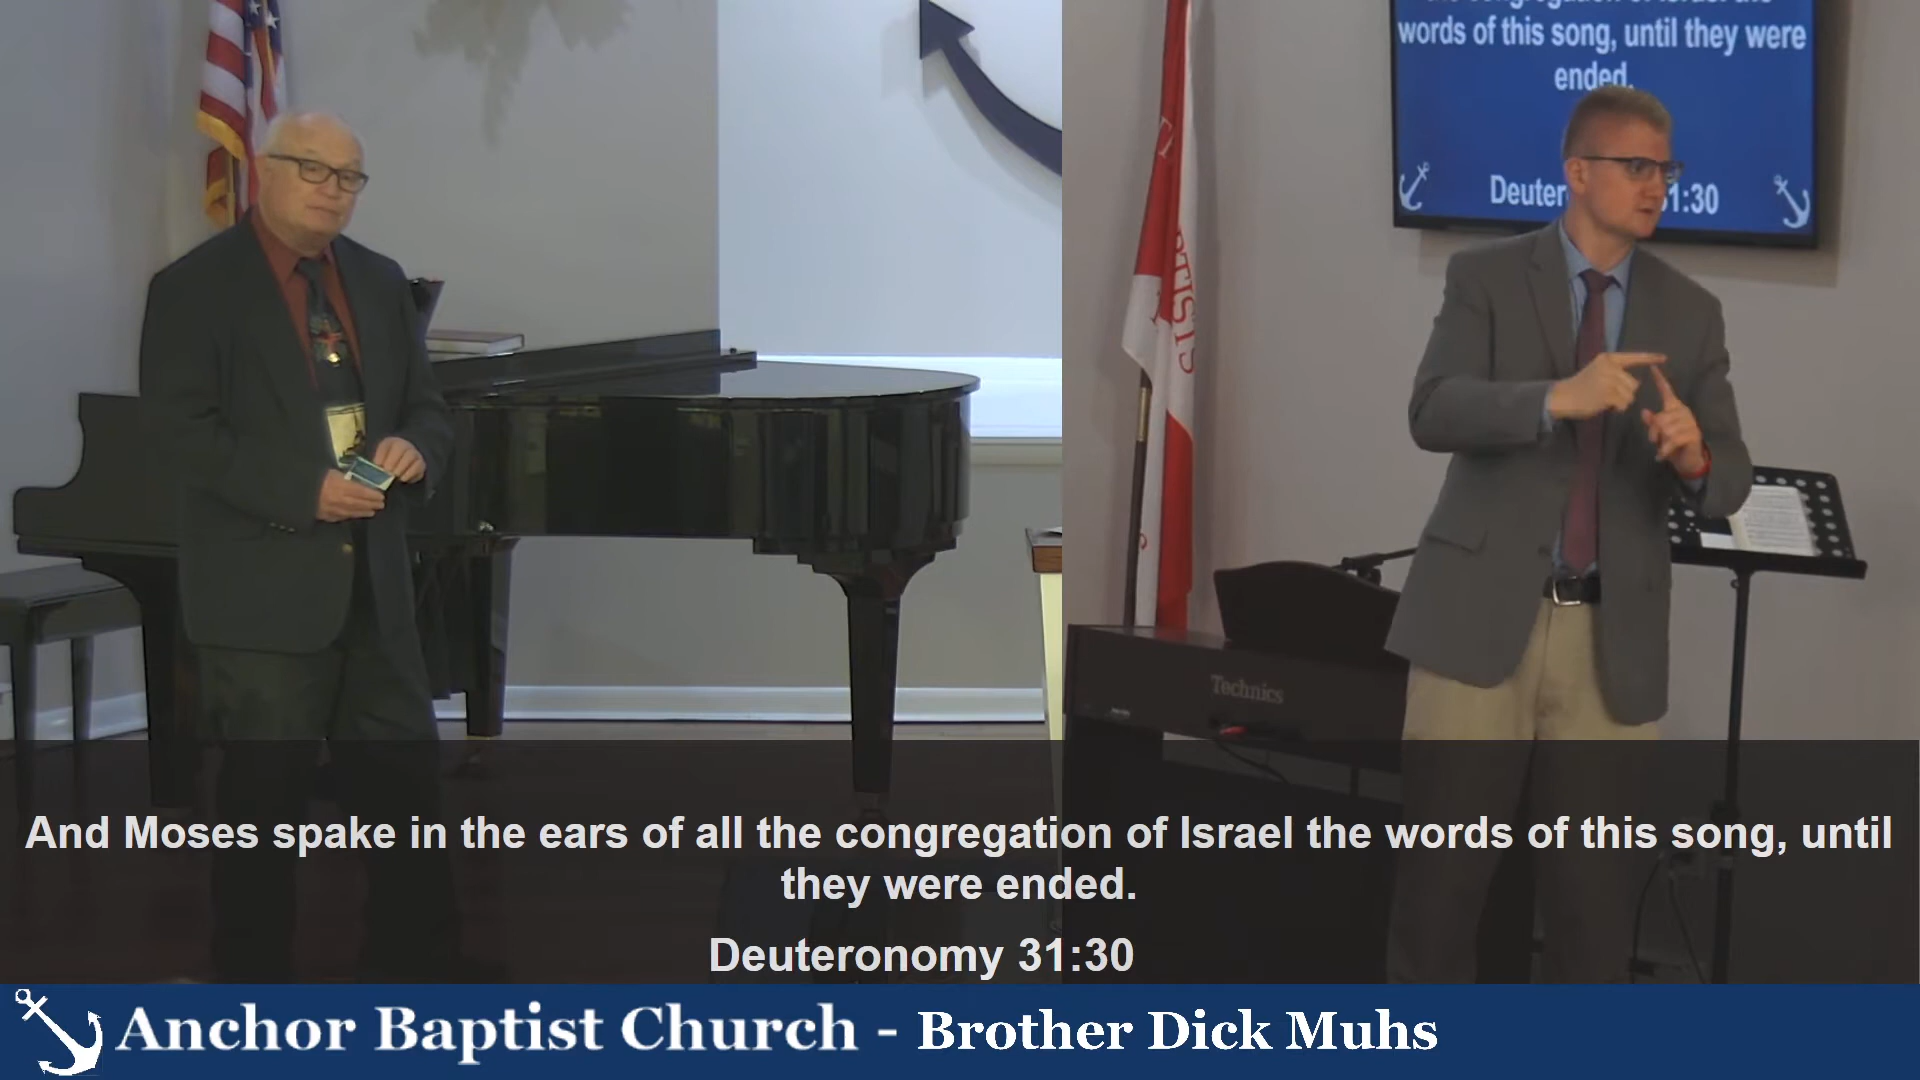 words of this song, until they were
ended.
31:30
TISTS
Technics
And Moses spake in the ears of all the congregation of Israel the words of this song, until
they were ended.
Deuteronomy 31:30
Anchor Baptist Church - Brother Dick Muhs